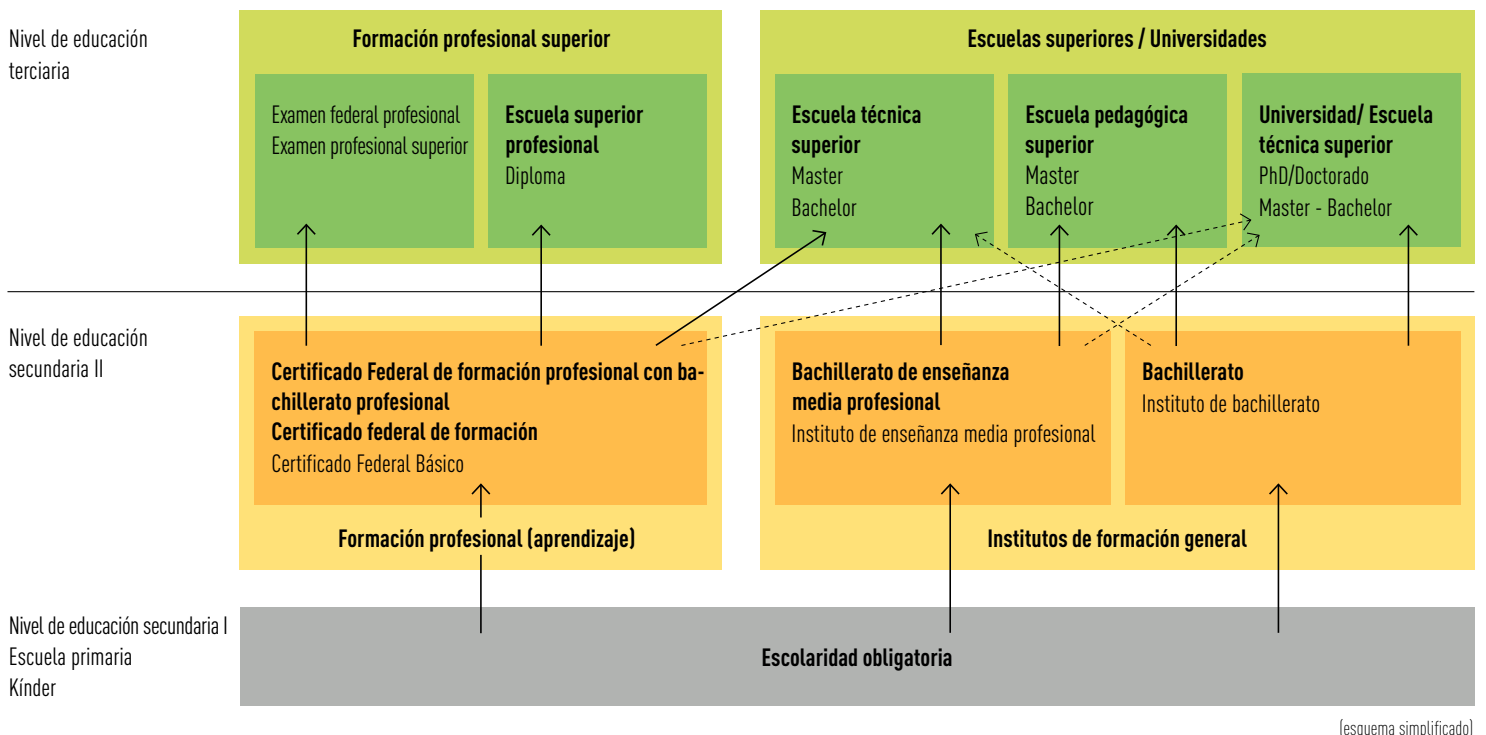 Nivel de educación
terciaria
Formación profesional superior
Examen federal profesional
Examen profesional superior
Escuela superior
profesional
Diploma
Escuelas superiores / Universidades
Escuela técnica
superior
Master
Bachelor
Escuela pedagógica
superior
Master
Bachelor
Universidad/ Escuela
técnica superior
PhD/Doctorado
Master - Bachelor
Nivel de educación
secundaria II
Certificado Federal de formación profesional con ba-
chillerato profesional
Certificado federal de formación
Certificado Federal Básico
Formación profesional (aprendizaje)
Bachillerato de enseñanza
media profesional
Instituto de enseñanza media profesional
Bachillerato
Instituto de bachillerato
Institutos de formación general
Nivel de educación secundaria I
Escuela primaria
Kínder
Escolaridad obligatoria
(esquema simplificado)